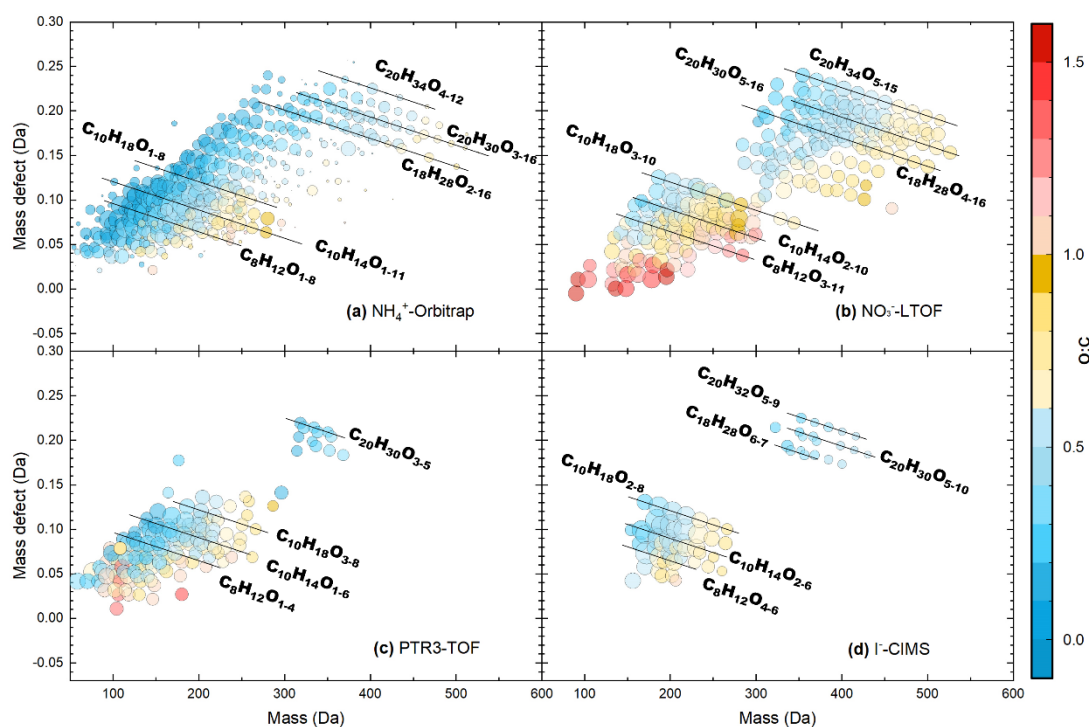 0.30
0.25
0.20
0.15
0.10
0.05
0.00
-0.05
Mass defect (Da)
C₂₀H₃₄O₄₋₁₂
C₁₀H₁₈O₁₋₈
C₂₀H₃₀O₃₋₁₆
C₁₈H₂₈O₂₋₁₆
C₁₀H₁₄O₁₋₁₁
C₈H₁₂O₁₋₈
(a) NH₄⁺-Orbitrap
C₂₀H₃₄O₅₋₁₅
C₂₀H₃₀O₅₋₁₆
C₁₀H₁₈O₃₋₁₀
C₁₈H₂₈O₄₋₁₆
C₁₀H₁₄O₂₋₁₀
C₈H₁₂O₃₋₁₁
(b) NO₃⁻-LTOF
0.30
0.25
0.20
0.15
0.10
0.05
0.00
-0.05
Mass defect (Da)
C₂₀H₃₀O₃₋₅
C₁₀H₁₈O₃₋₈
C₁₀H₁₄O₁₋₆
C₈H₁₂O₁₋₄
(c) PTR3-TOF
C₂₀H₃₂O₅₋₉
C₁₈H₂₈O₆₋₇
C₂₀H₃₀O₅₋₁₀
C₁₀H₁₈O₂₋₈
C₁₀H₁₄O₂₋₆
C₈H₁₂O₄₋₆
(d) I⁻-CIMS
100 200 300 400 500 600
100 200 300 400 500 600
Mass (Da)
Mass (Da)
1.5
1.0
0.5
0.0
O:C